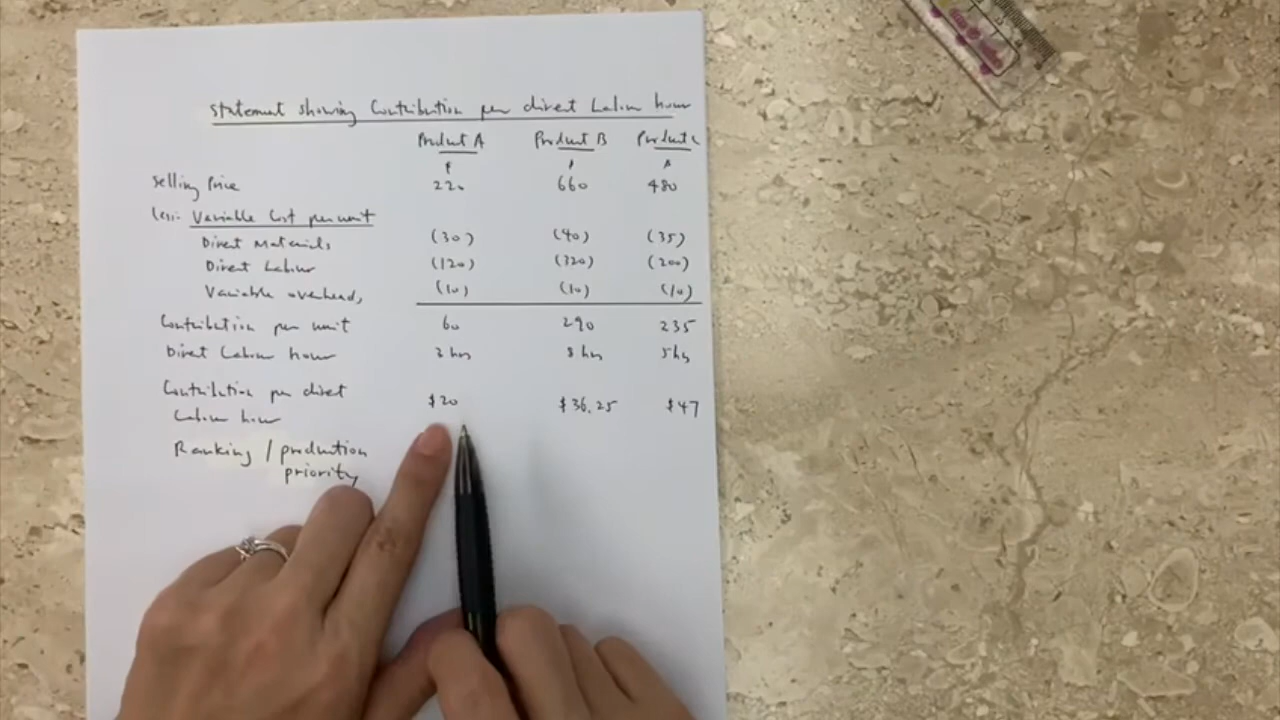 Statement showing Contribution per direct Labour hour
Product A Product B Product C
$ $ $
Selling Price 220 660 480
less: Variable Cost per unit
Direct Materials (30) (40) (35)
Direct Labour (120) (320) (200)
Variable overheads (10) (10) (10)
Contribution per unit 60 290 235
Direct Labour hour 3 hrs 8 hrs 5 hrs
Contribution per direct
Labour hour $20 $36.25 $47
Ranking / production
priority